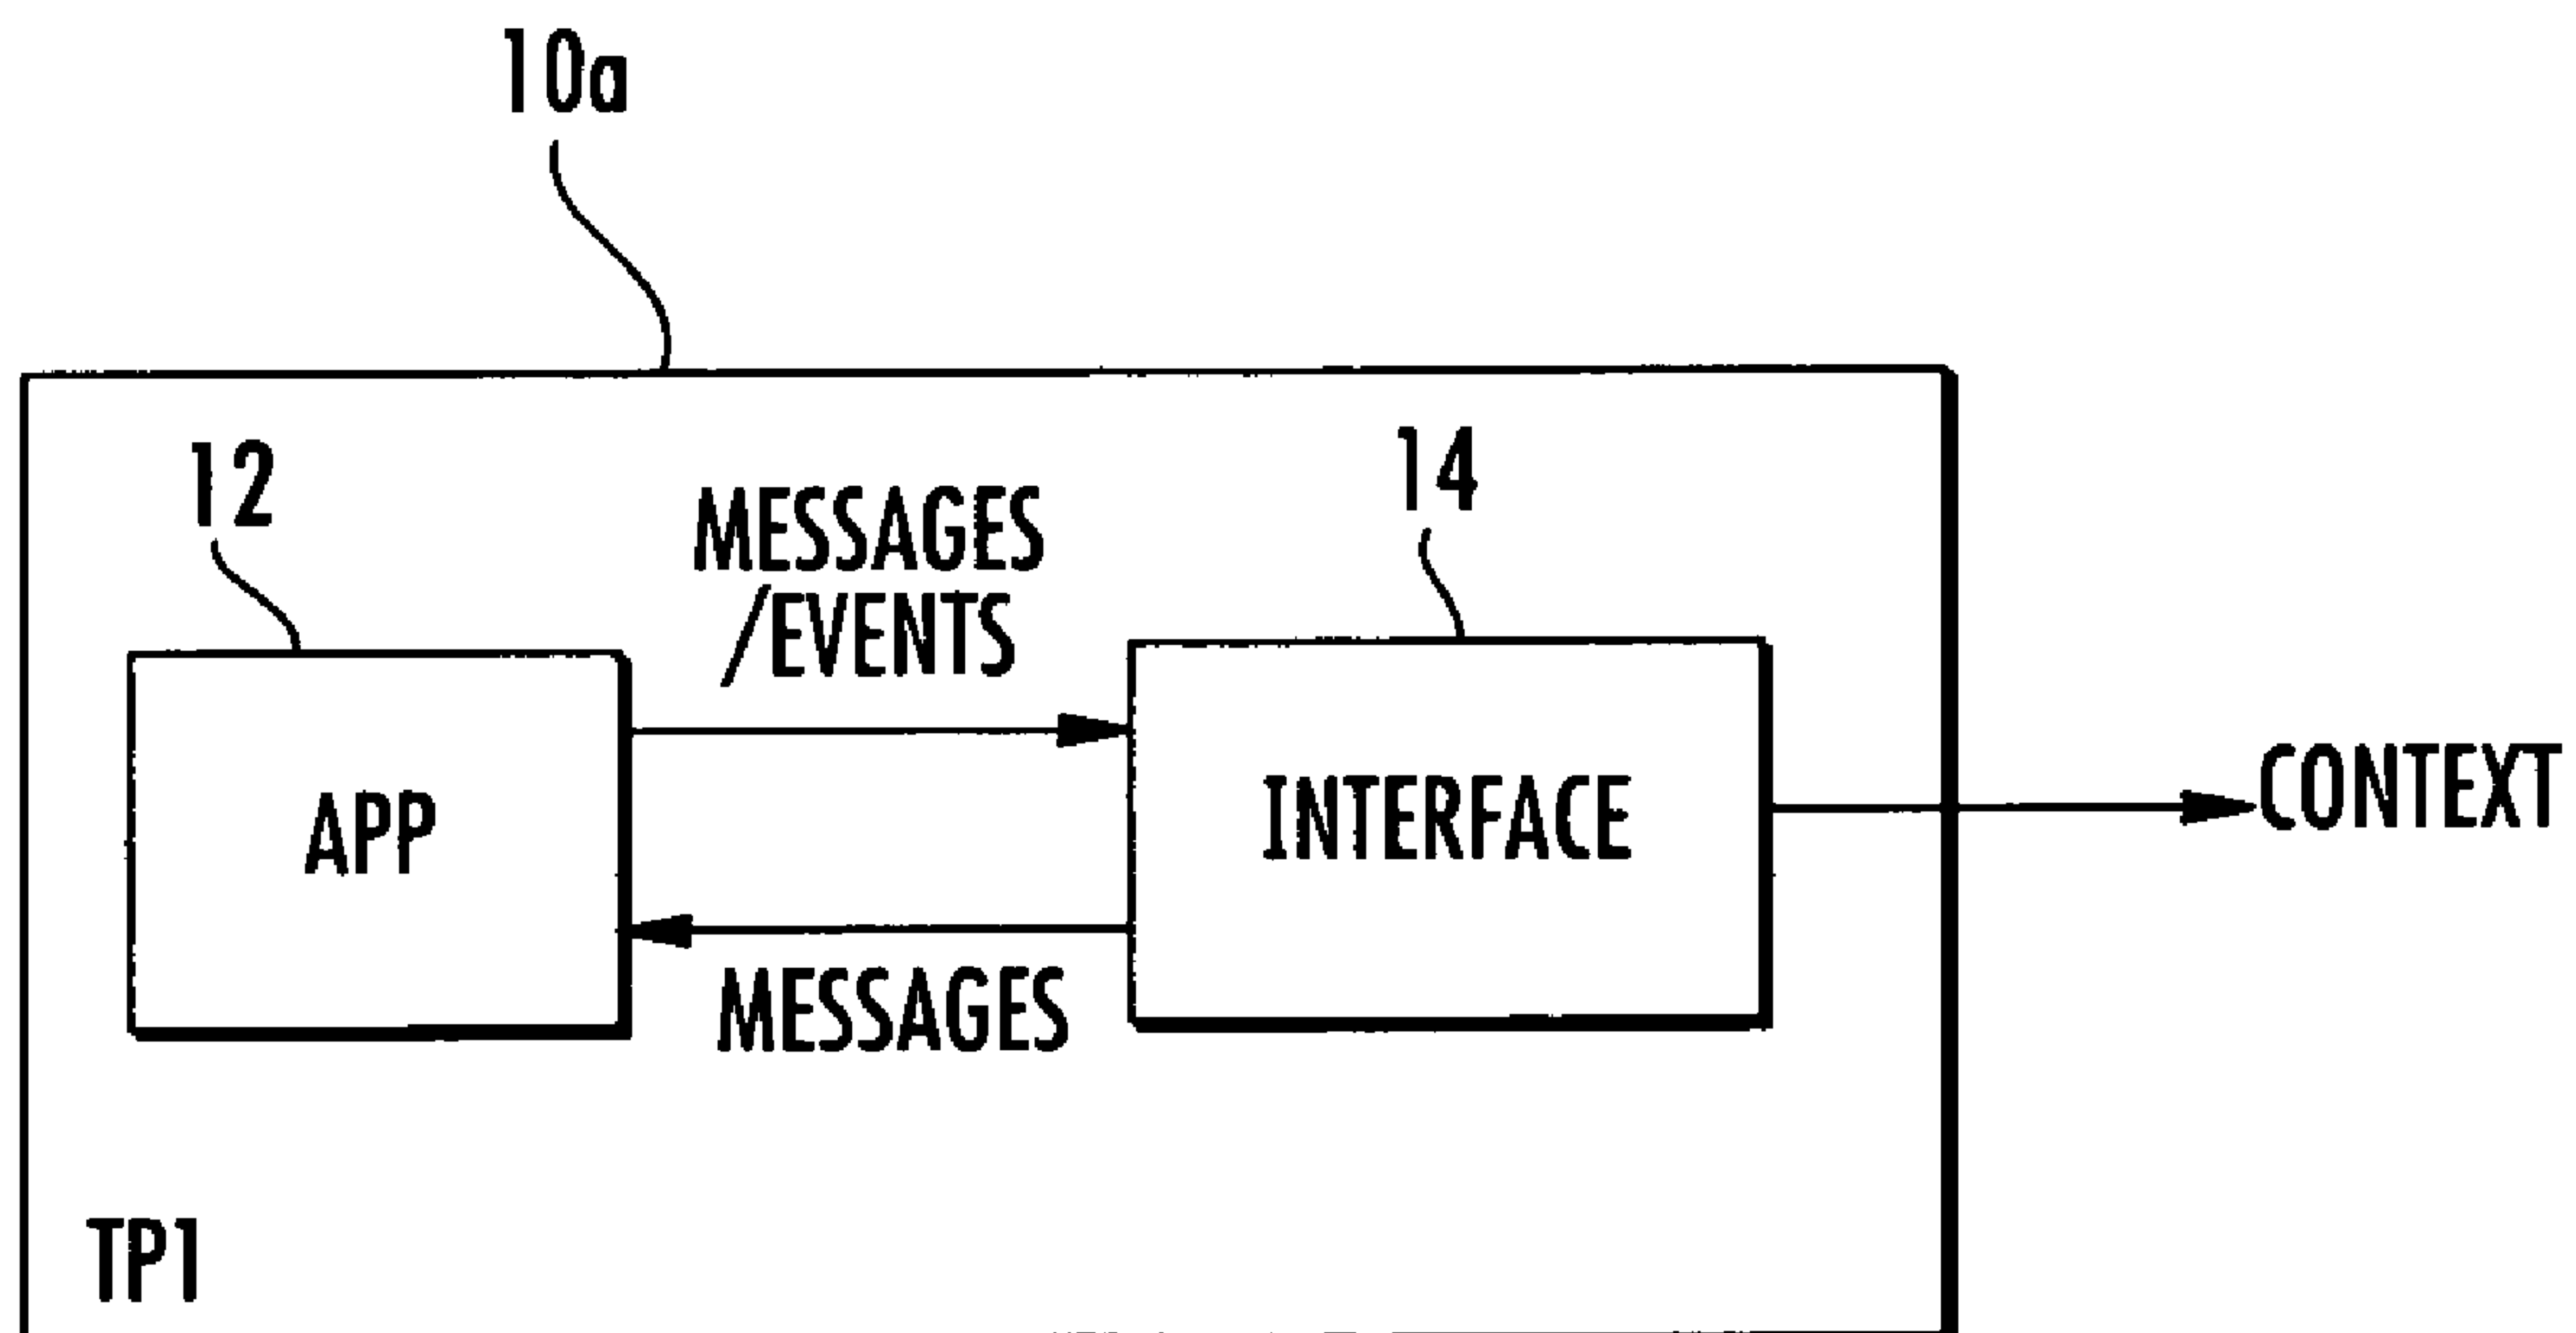 10a
12
14
MESSAGES
/EVENTS
APP
INTERFACE
CONTEXT
MESSAGES
TP1